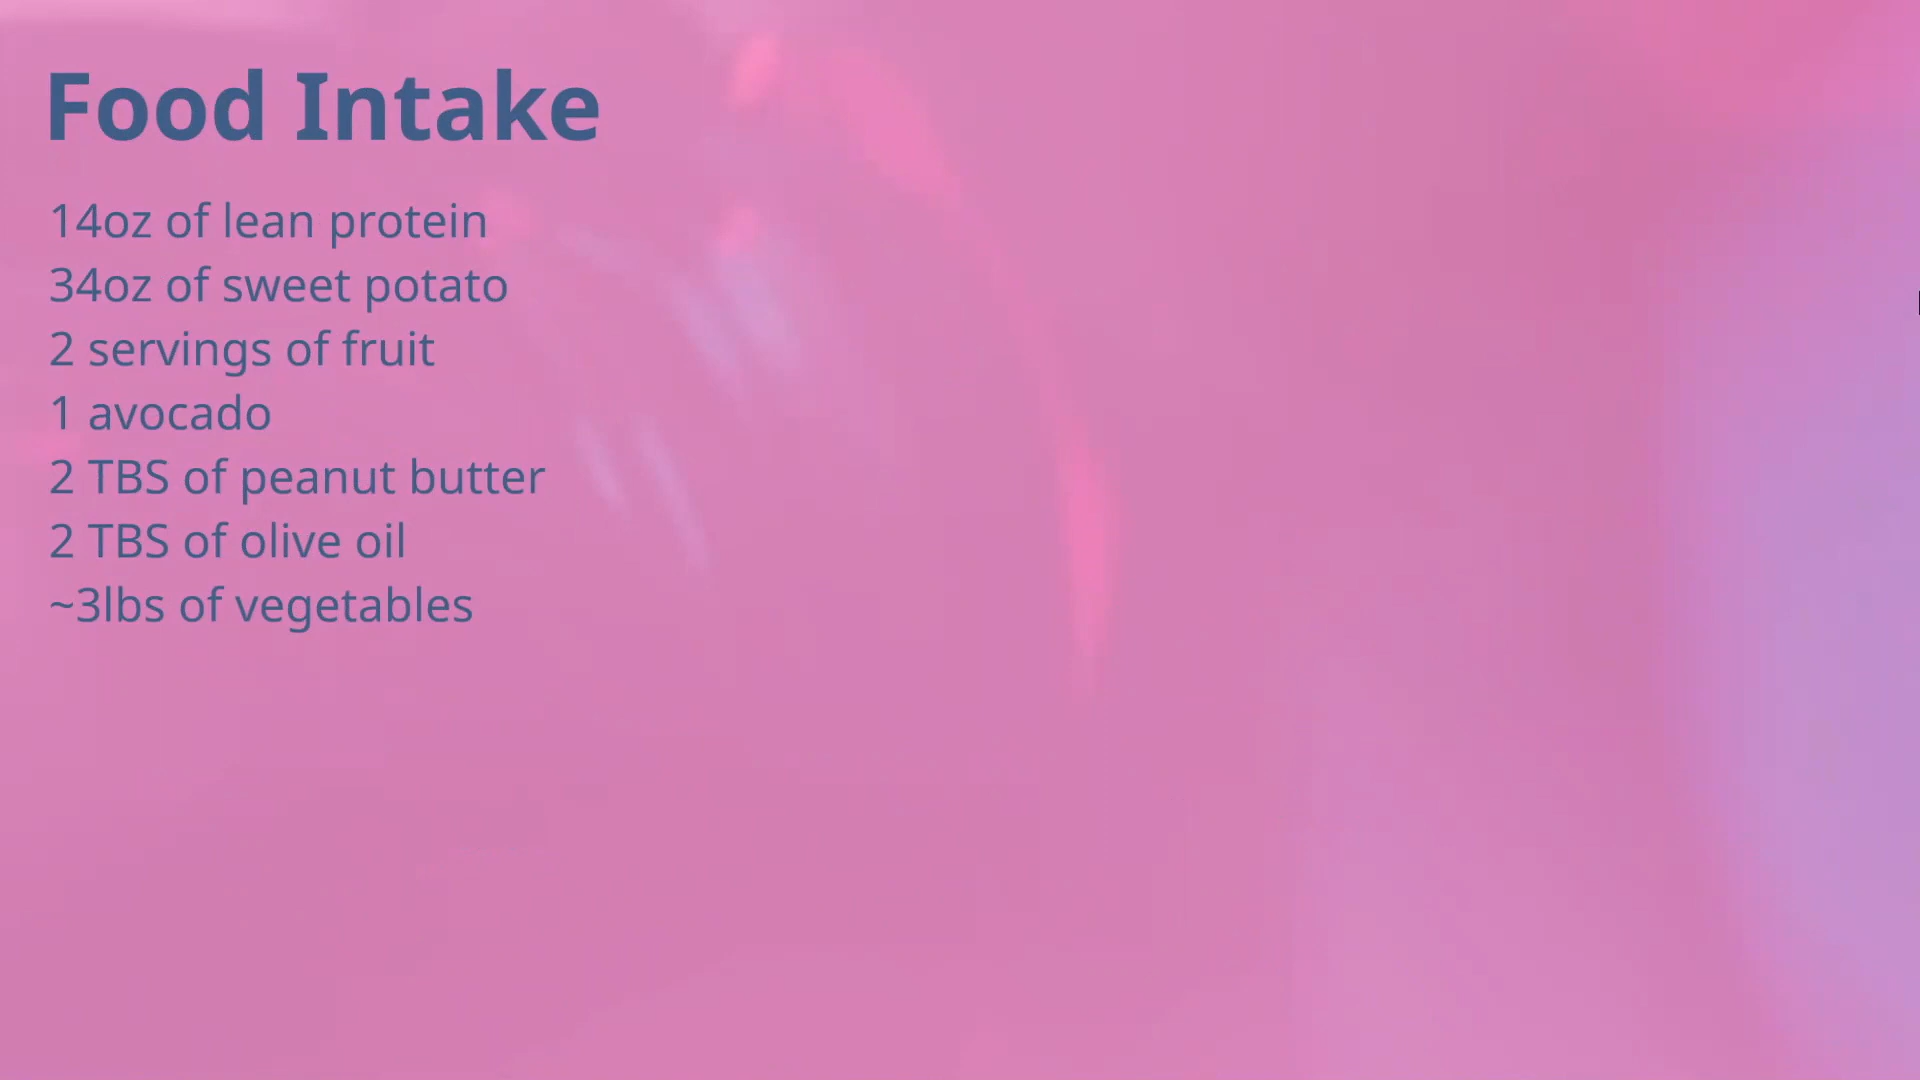 Food Intake
14oz of lean protein
34oz of sweet potato
2 servings of fruit
1 avocado
2 TBS of peanut butter
2 TBS of olive oil
~3lbs of vegetables